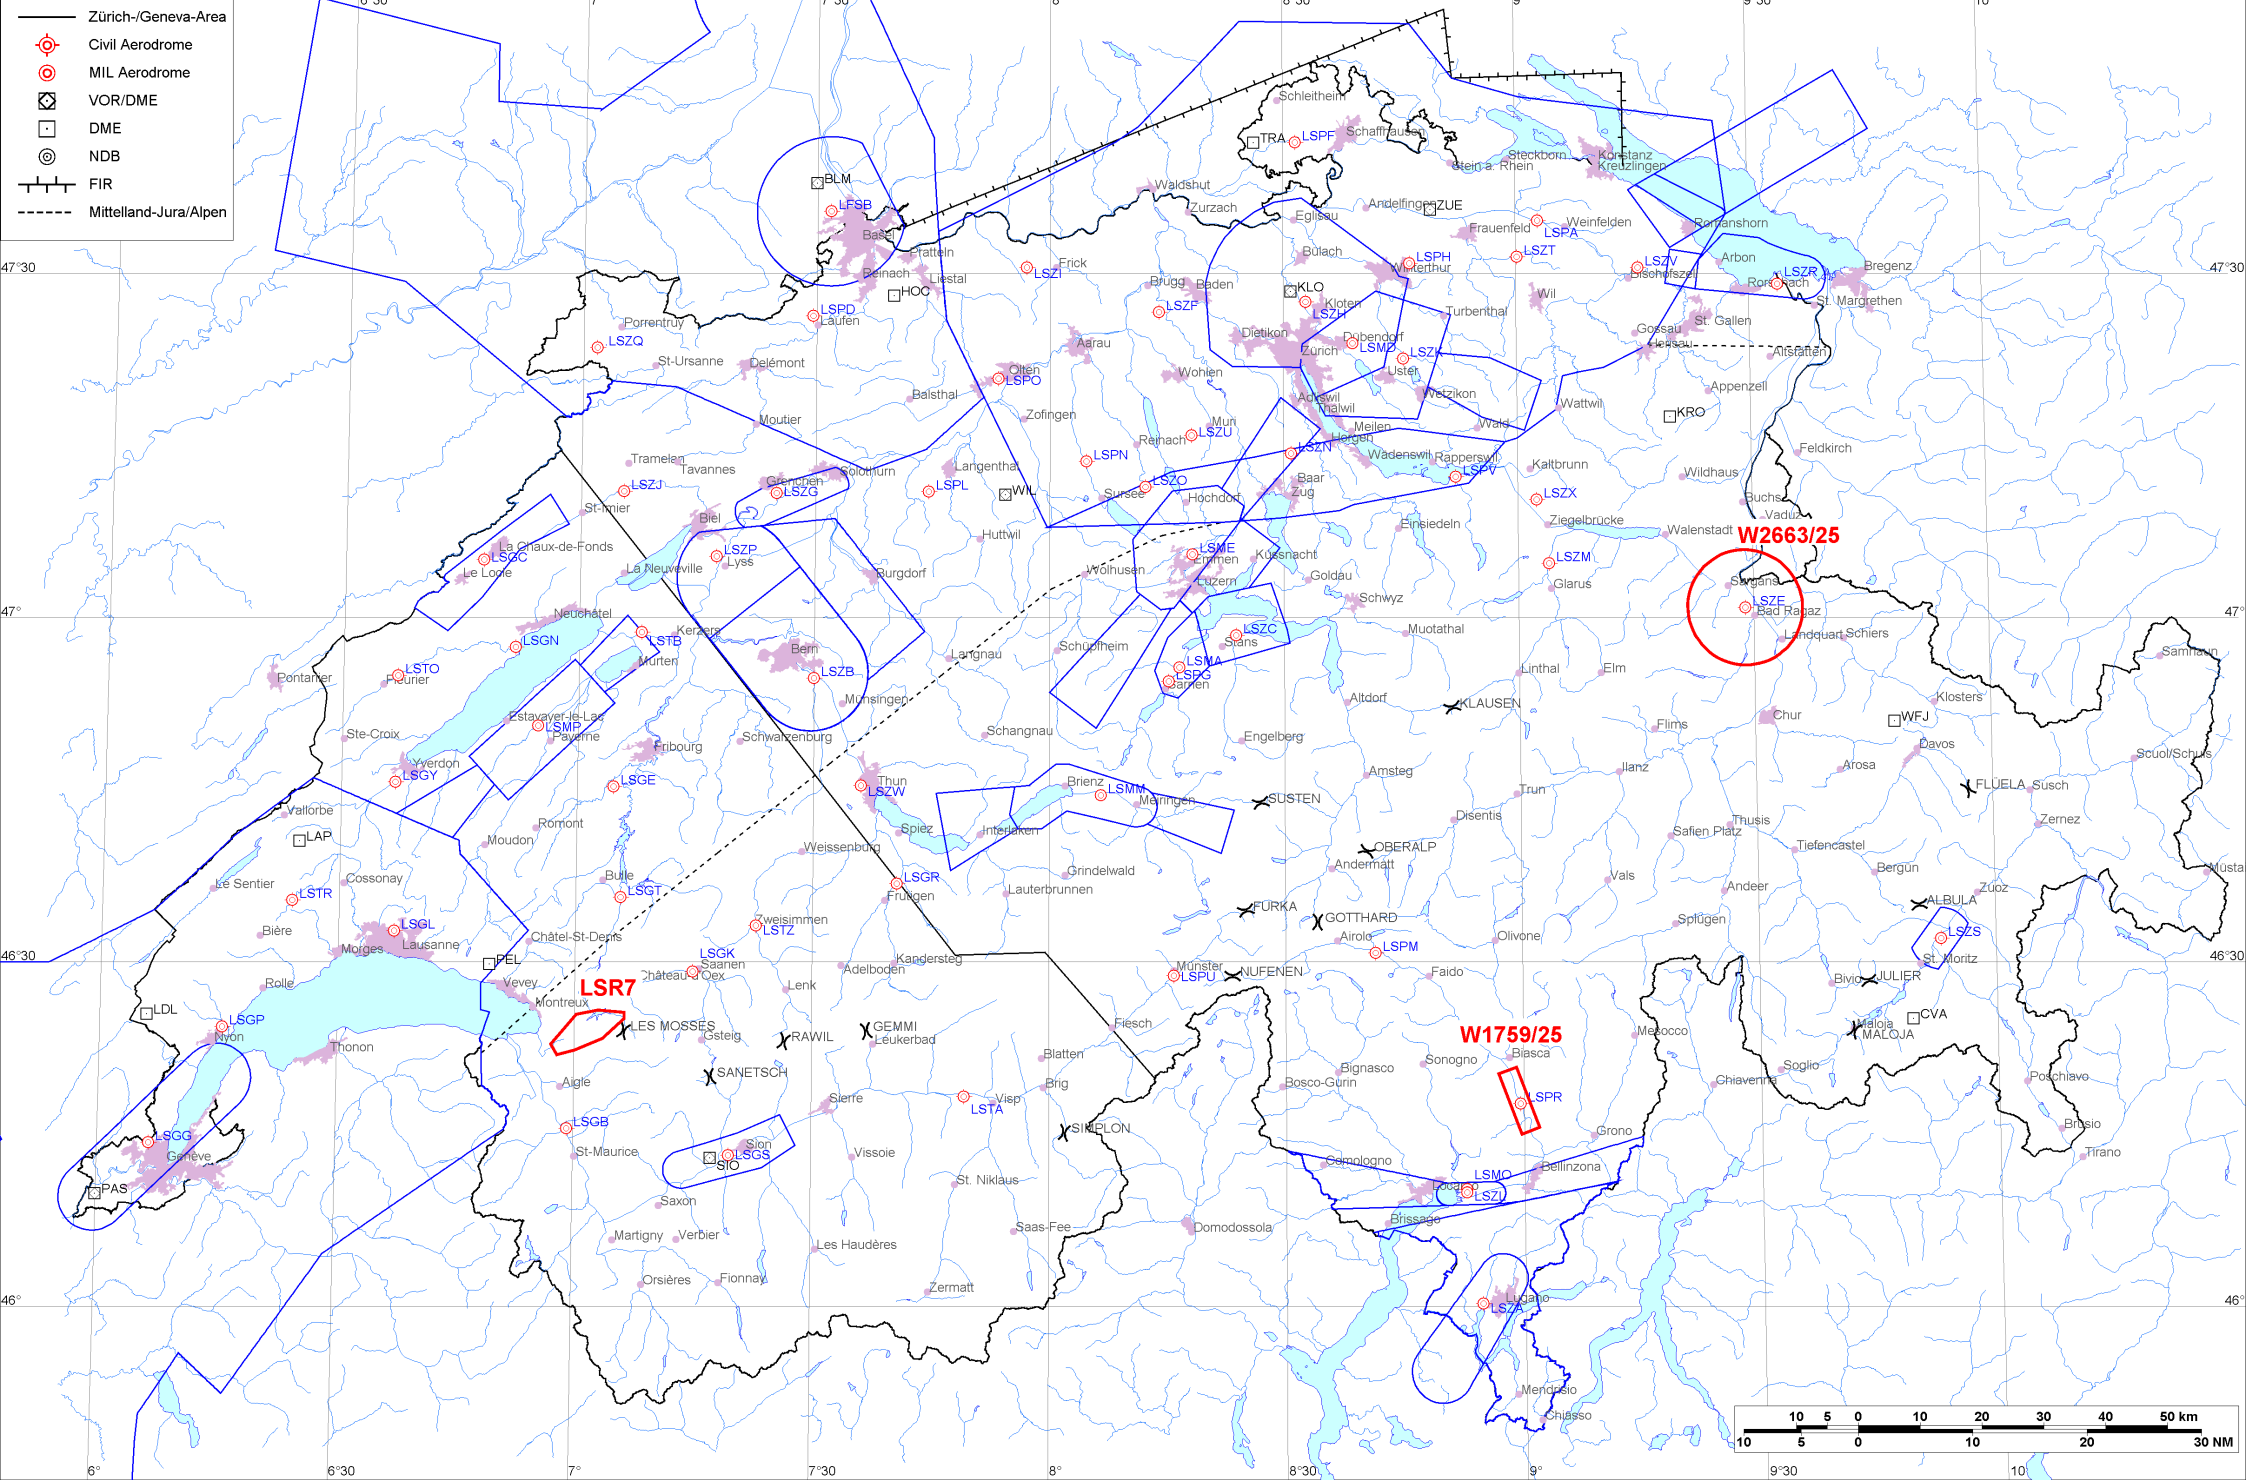 6°30
7°
7°30
8°
8°30
9°
9°30
10°
Zürich-/Geneva-Area
Civil Aerodrome
MIL Aerodrome
VOR/DME
DME
NDB
FIR
Mittelland-Jura/Alpen
Schleitheim
TRA
LSPF
Schaffhausen
Stein a. Rhein
Steckborn
Konstanz
Kreuzlingen
BLM
Waldshut
LFSB
Zurzach
Eglisau
Andelfingen
ZUE
LSPA
Weinfelden
Romanshorn
Basel
Pratteln
Frauenfeld
Bülach
LSZT
47°30
Reinach
Liestal
HOC
LSZI
Frick
Brugg
Baden
KLO
LSPH
Winterthur
LSZV
Bischofszell
Arbon
LSZR
Rorschach
Bregenz
47°30
St. Margrethen
Porrentruy
LSPD
Laufen
LSZF
Kloten
LSZH
Turbenthal
Wil
St. Gallen
Gossau
Herisau
LSZQ
St-Ursanne
Delémont
Aarau
Dietikon
Zürich
Dübendorf
LSMD
LSZK
Uster
Altstätten
Olten
LSPO
Wohlen
Balsthal
Adliswil
Thalwil
Wetzikon
Wattwil
Appenzell
KRO
Moutier
Zofingen
Muri
LSZU
Reinach
Meilen
Horgen
Wald
Feldkirch
Tramelan
Tavannes
Solothurn
Langenthal
LSPN
LSZN
Wädenswil
Rapperswil
LSPV
Kaltbrunn
Wildhaus
Grenchen
LSZG
LSZJ
LSPL
WIL
Sursee
LSZO
Hochdorf
Baar
Zug
LSZX
Buchs
Vaduz
St-Imier
Biel
Huttwil
Einsiedeln
Ziegelbrücke
Walenstadt
W2663/25
La Chaux-de-Fonds
LSGC
Le Locle
LSZP
Lyss
La Neuveville
Burgdorf
Wolhusen
LSME
Emmen
Luzern
Küssnacht
Goldau
LSZM
Glarus
Sargans
LSZE
Bad Ragaz
47°
Neuchâtel
LSGN
LSTB
Kerzers
Murten
Bern
LSZB
Langnau
Schüpfheim
LSZC
Stans
Schwyz
Muotathal
Landquart
Schiers
47°
Samnaun
LSTO
Fleurier
Pontarlier
LSMA
LSPG
Sarnen
Linthal
Elm
Klosters
Estavayer-le-Lac
LSMP
Payerne
Münsingen
Altdorf
KLAUSEN
Flims
Chur
WFJ
Ste-Croix
Fribourg
Schwarzenburg
Schangnau
Engelberg
Davos
Scuol/Schuls
Yverdon
LSGY
LSGE
Thun
LSZW
Brienz
LSMM
Meiringen
Amsteg
Ilanz
Arosa
FLÜELA
Susch
Vallorbe
LAP
Romont
Moudon
Spiez
Interlaken
SUSTEN
Trun
Disentis
Safien Platz
Thusis
Zernez
Weissenburg
OBERALP
Andermatt
Tiefencastel
Bergün
Le Sentier
Cossonay
Bulle
LSGT
LSGR
Frutigen
Grindelwald
Lauterbrunnen
Vals
Andeer
Zuoz
LSTR
FURKA
GOTTHARD
ALBULA
Bière
LSGL
Morges
Lausanne
Châtel-St-Denis
Zweisimmen
LSTZ
Airolo
Olivone
Splügen
LSZS
46°30
LSGK
Saanen
Château d'Oex
Adelboden
Kandersteg
LSPM
St. Moritz
46°30
Rolle
Vevey
LSR7
Lenk
Münster
LSPU
NUFENEN
Faido
Bivio
JULIER
LDL
LSGP
Nyon
Montreux
LES MOSSES
Gsteig
RAWIL
GEMMI
Leukerbad
Fiesch
W1759/25
Mesocco
CVA
Maloja
MALOJA
Thonon
Aigle
SANETSCH
Blatten
Brig
Bignasco
Bosco-Gurin
Sonogno
Biasca
Chiavenna
Soglio
Poschiavo
LSGB
Sierre
LSTA
Visp
SIMPLON
LSPR
Grono
Brusio
LSGG
Genève
St-Maurice
Sion
LSGS
SIO
Vissoie
Comologno
Bellinzona
Tirano
PAS
Saxon
St. Niklaus
LSMO
LSZL
Brissago
Martigny
Verbier
Les Haudères
Saas-Fee
Domodossola
Orsières
Fionnay
Zermatt
46°
Lugano
LSZA
46°
Mendrisio
Chiasso
10 5 0 10 20 30 40 50 km
10 5 0 10 20 30 NM
6°
6°30
7°
7°30
8°
8°30
9°
9°30
10°